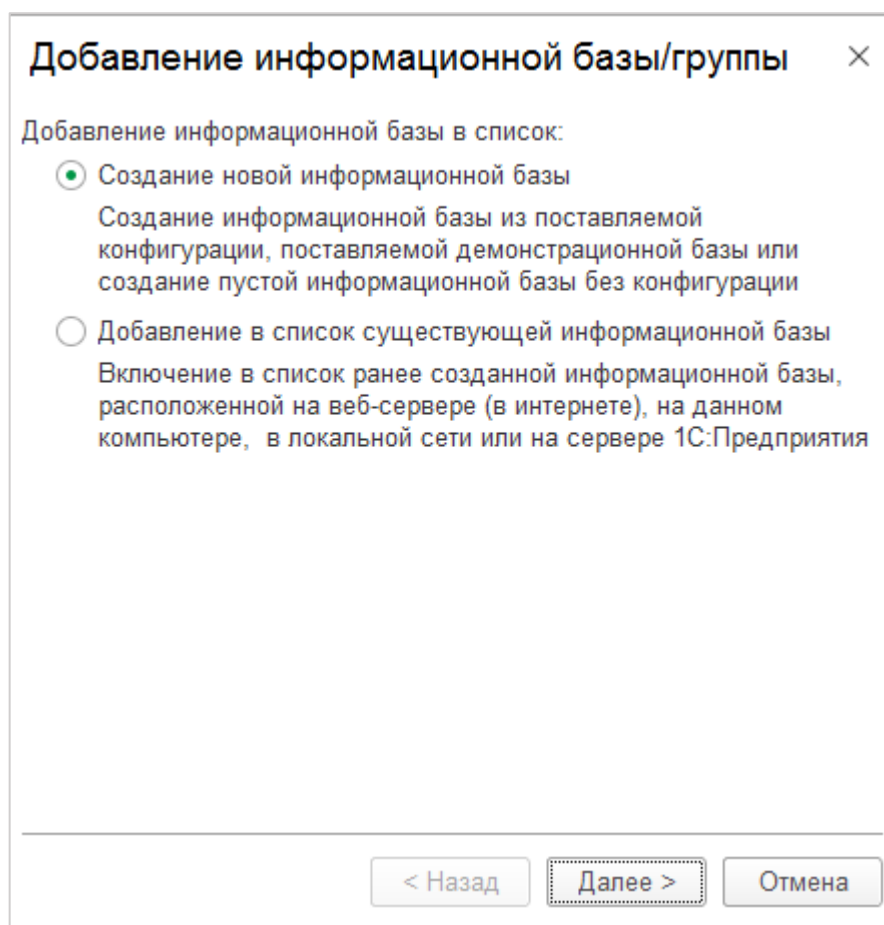 Добавление информационной базы/группы
Добавление информационной базы в список:
Создание новой информационной базы
Создание информационной базы из поставляемой
конфигурации, поставляемой демонстрационной базы или
создание пустой информационной базы без конфигурации
Добавление в список существующей информационной базы
Включение в список ранее созданной информационной базы,
расположенной на веб-сервере (в интернете), на данном
компьютере,  в локальной сети или на сервере 1С:Предприятия
< Назад Далее > Отмена